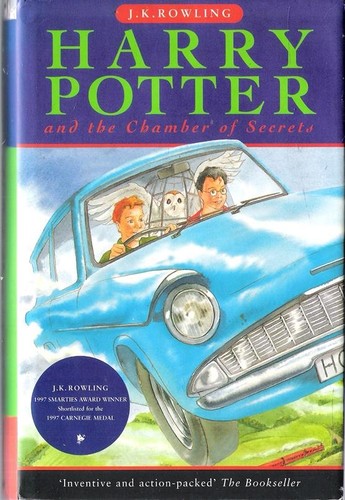 J.K.ROWLING
HARRY
POTTER
and the Chamber of Secrets
J.K.ROWLING
1997 SMARTIES AWARD WINNER
Shortlisted for the
1997 CARNEGIE MEDAL
'Inventive and action-packed' The Bookseller